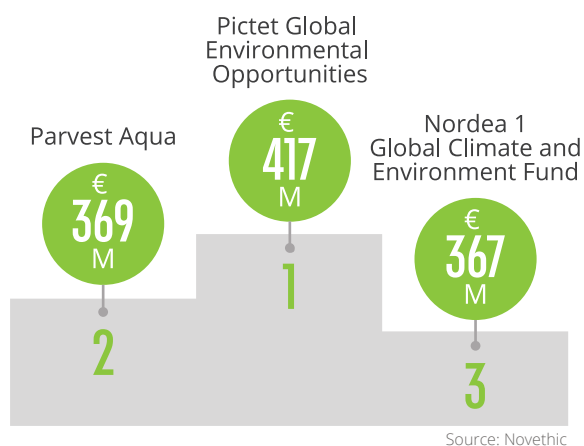 Pictet Global
Environmental
Opportunities
€
417
M
1
Parvest Aqua
€
369
M
2
Nordea 1
Global Climate and
Environment Fund
€
367
M
3
Source: Novethic